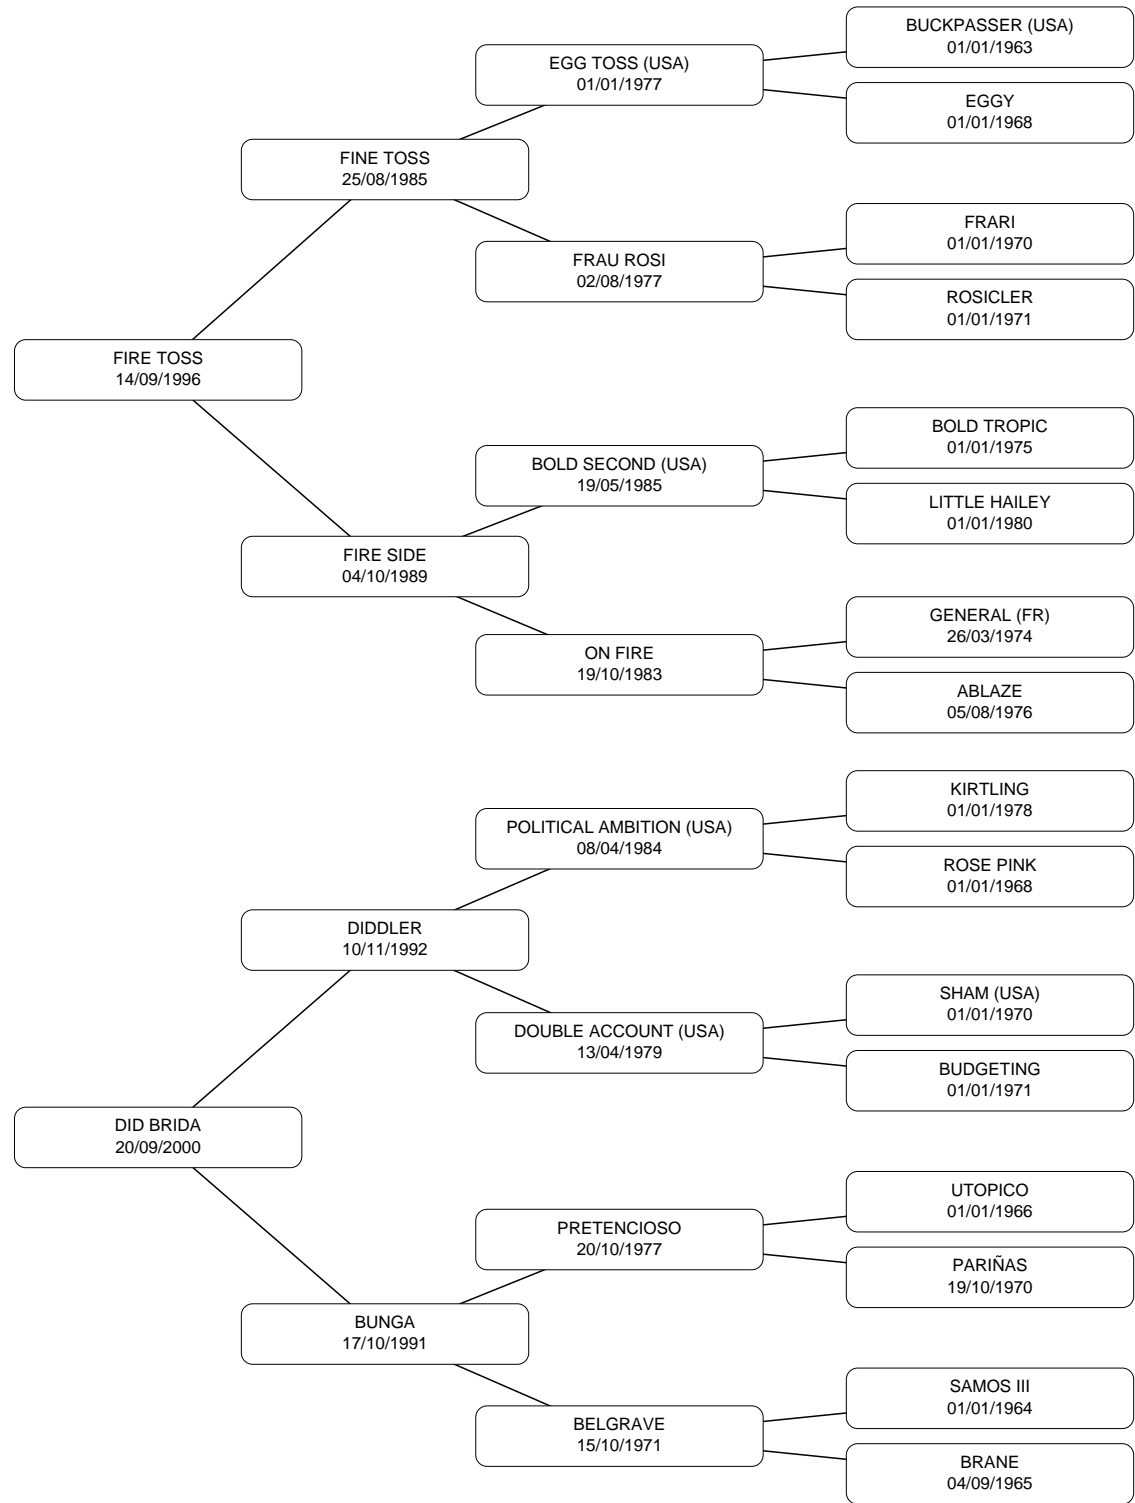 BUCKPASSER (USA)
01/01/1963
EGG TOSS (USA)
01/01/1977
EGGY
01/01/1968
FINE TOSS
25/08/1985
FRARI
01/01/1970
FRAU ROSI
02/08/1977
ROSICLER
01/01/1971
FIRE TOSS
14/09/1996
BOLD TROPIC
01/01/1975
BOLD SECOND (USA)
19/05/1985
LITTLE HAILEY
01/01/1980
FIRE SIDE
04/10/1989
GENERAL (FR)
26/03/1974
ON FIRE
19/10/1983
ABLAZE
05/08/1976
KIRTLING
01/01/1978
POLITICAL AMBITION (USA)
08/04/1984
ROSE PINK
01/01/1968
DIDDLER
10/11/1992
SHAM (USA)
01/01/1970
DOUBLE ACCOUNT (USA)
13/04/1979
BUDGETING
01/01/1971
DID BRIDA
20/09/2000
UTOPICO
01/01/1966
PRETENCIOSO
20/10/1977
PARIÑAS
19/10/1970
BUNGA
17/10/1991
SAMOS III
01/01/1964
BELGRAVE
15/10/1971
BRANE
04/09/1965